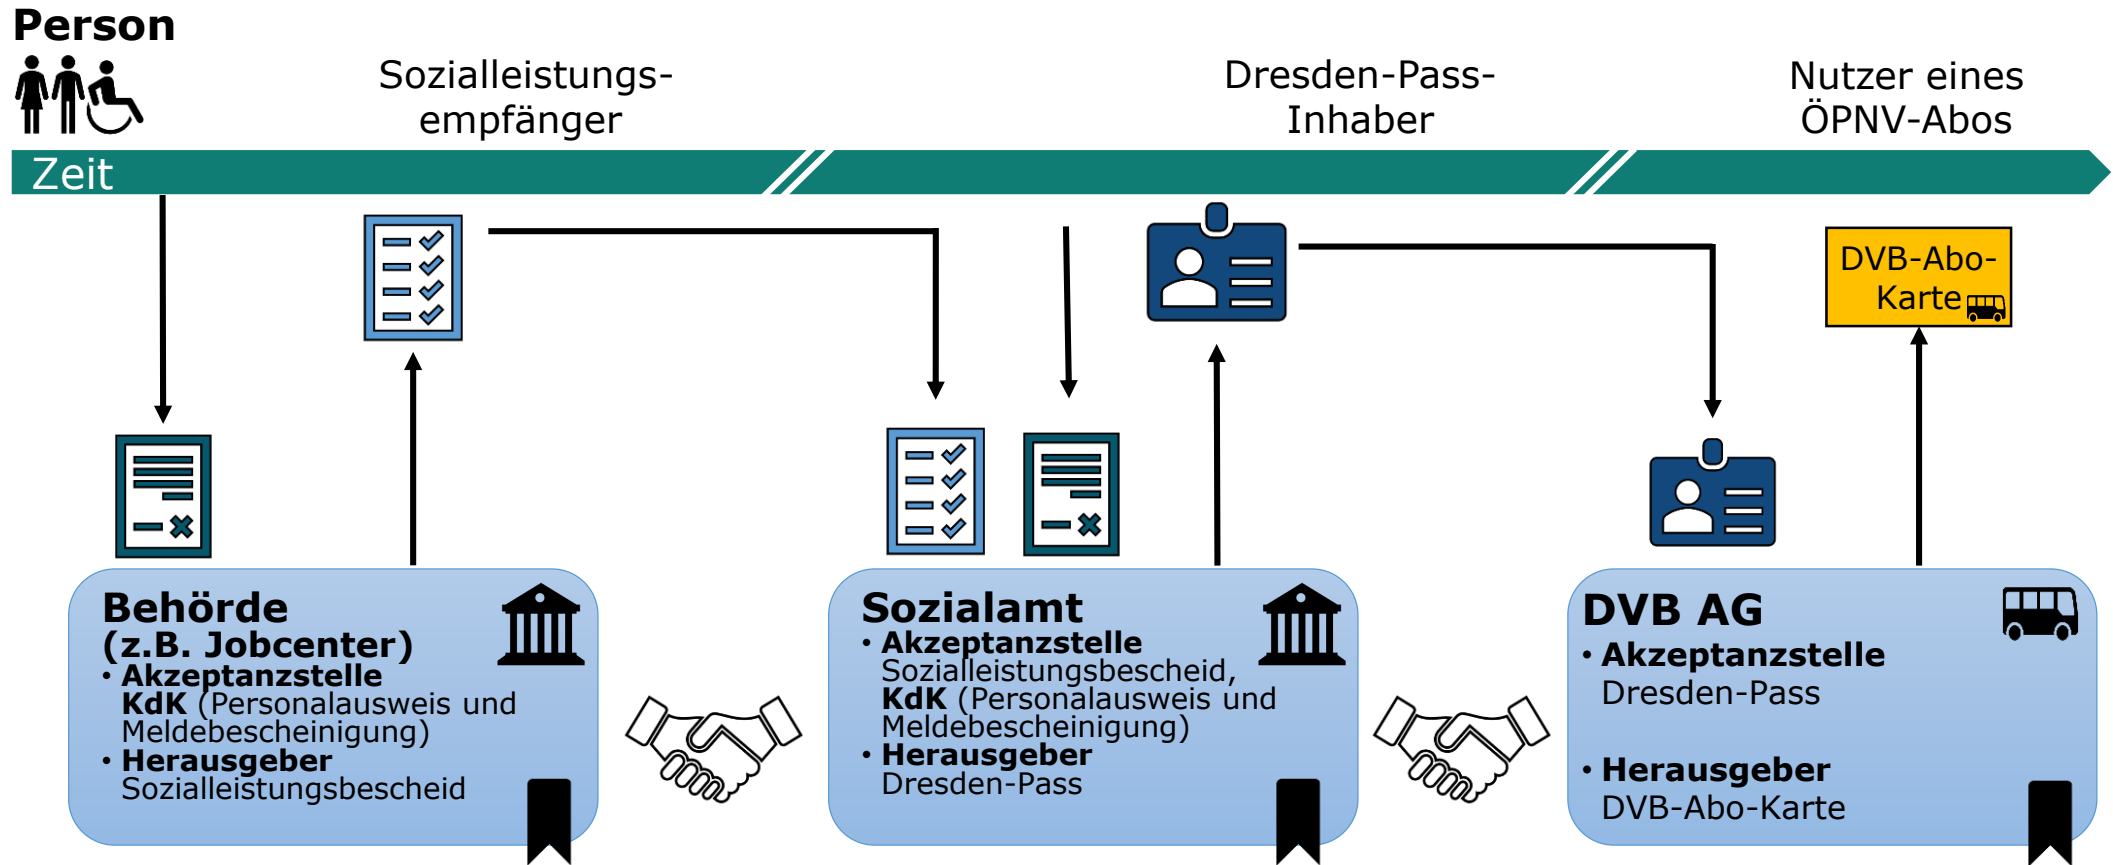 Person
Sozialleistungs-
empfänger
Dresden-Pass-
Inhaber
Nutzer eines
ÖPNV-Abos
Zeit
DVB-Abo-
Karte
Behörde
(z.B. Jobcenter)
• Akzeptanzstelle
KdK (Personalausweis und
Meldebescheinigung)
• Herausgeber
Sozialleistungsbescheid
Sozialamt
• Akzeptanzstelle
Sozialleistungsbescheid,
KdK (Personalausweis und
Meldebescheinigung)
• Herausgeber
Dresden-Pass
DVB AG
• Akzeptanzstelle
Dresden-Pass
• Herausgeber
DVB-Abo-Karte